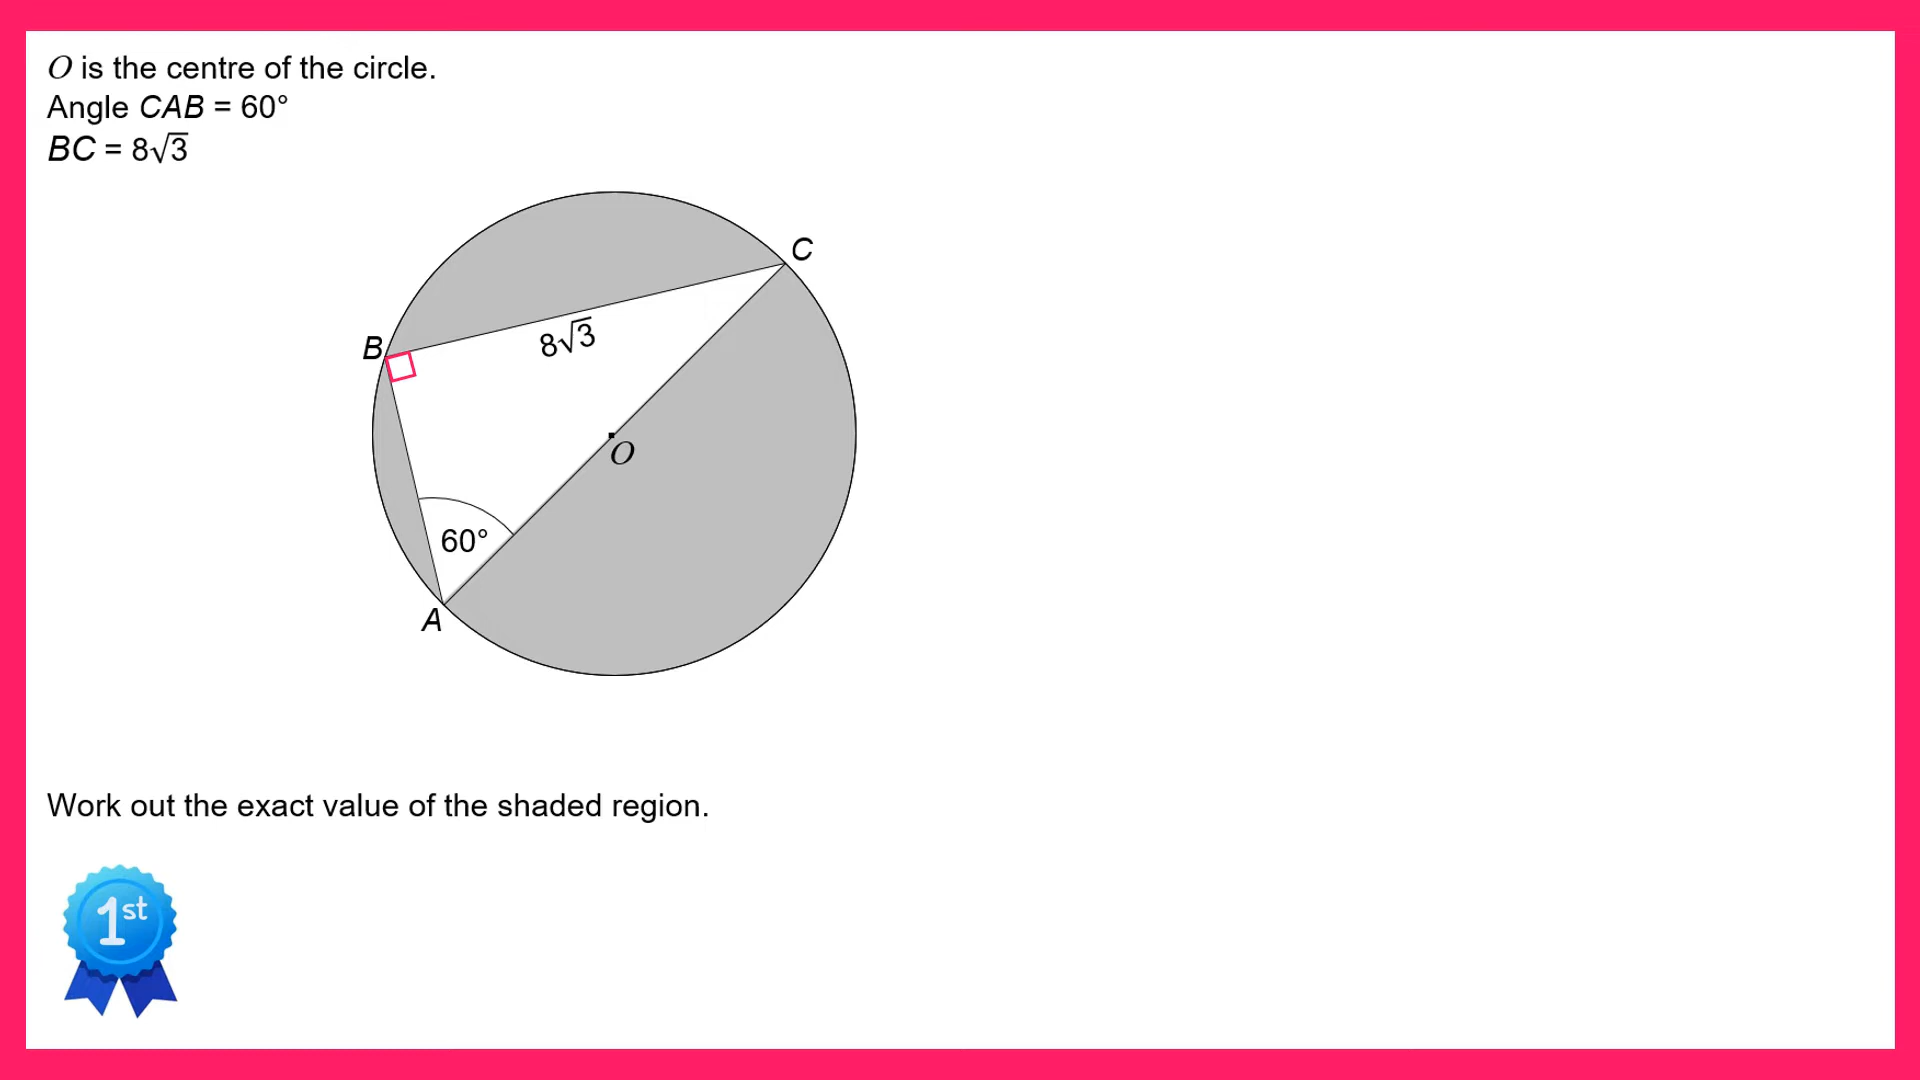 O is the centre of the circle.
Angle CAB = 60°
BC = 8√3
C
B
8√3
O
60°
A
Work out the exact value of the shaded region.
1st